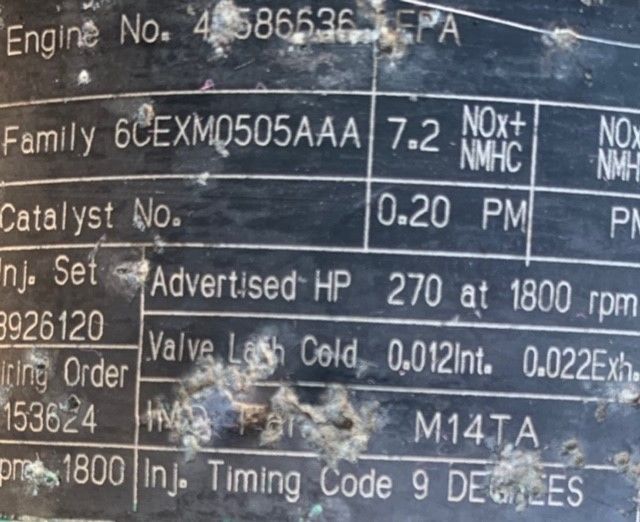 Engine No. EPA
Family 6CEXM0505AAA 7.2 NOx+ NMHC NOx NMH
Catalyst No. 0.20 PM PM
Inj. Set Advertised HP 270 at 1800 rpm
3926120
Valve Lash Cold 0.012Int. 0.022Exh.
iring Order
153624 M14TA
pm 1800 Inj. Timing Code 9 DEGREES